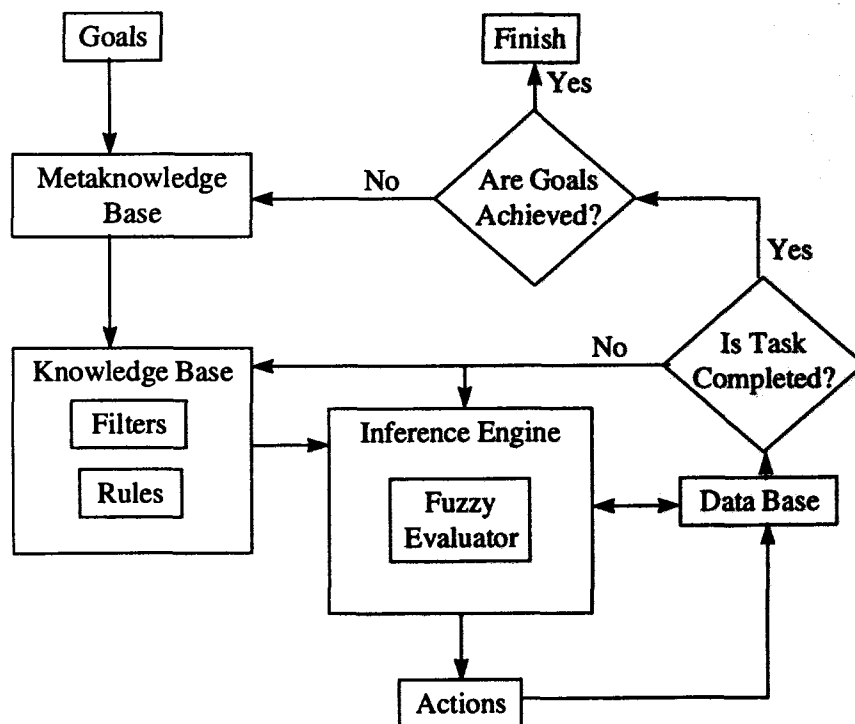 Goals
Finish
Yes
Metaknowledge
Base
No
Are Goals
Achieved?
Yes
Knowledge Base
Filters
Rules
No
Is Task
Completed?
Inference Engine
Fuzzy
Evaluator
Data Base
Actions